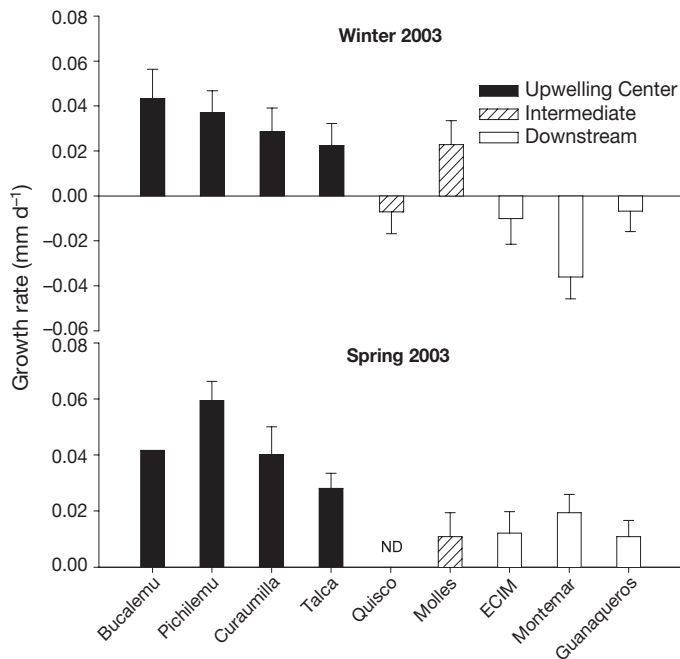 Winter 2003
Upwelling Center
Intermediate
Downstream
0.08
0.06
0.04
0.02
0.00
–0.02
–0.04
–0.06
Growth rate (mm d–1)
Spring 2003
0.08
0.06
0.04
0.02
0.00
ND
Bucalemu
Pichilemu
Curaumilla
Talca
Quisco
Molles
ECIM
Montemar
Guanaqueros